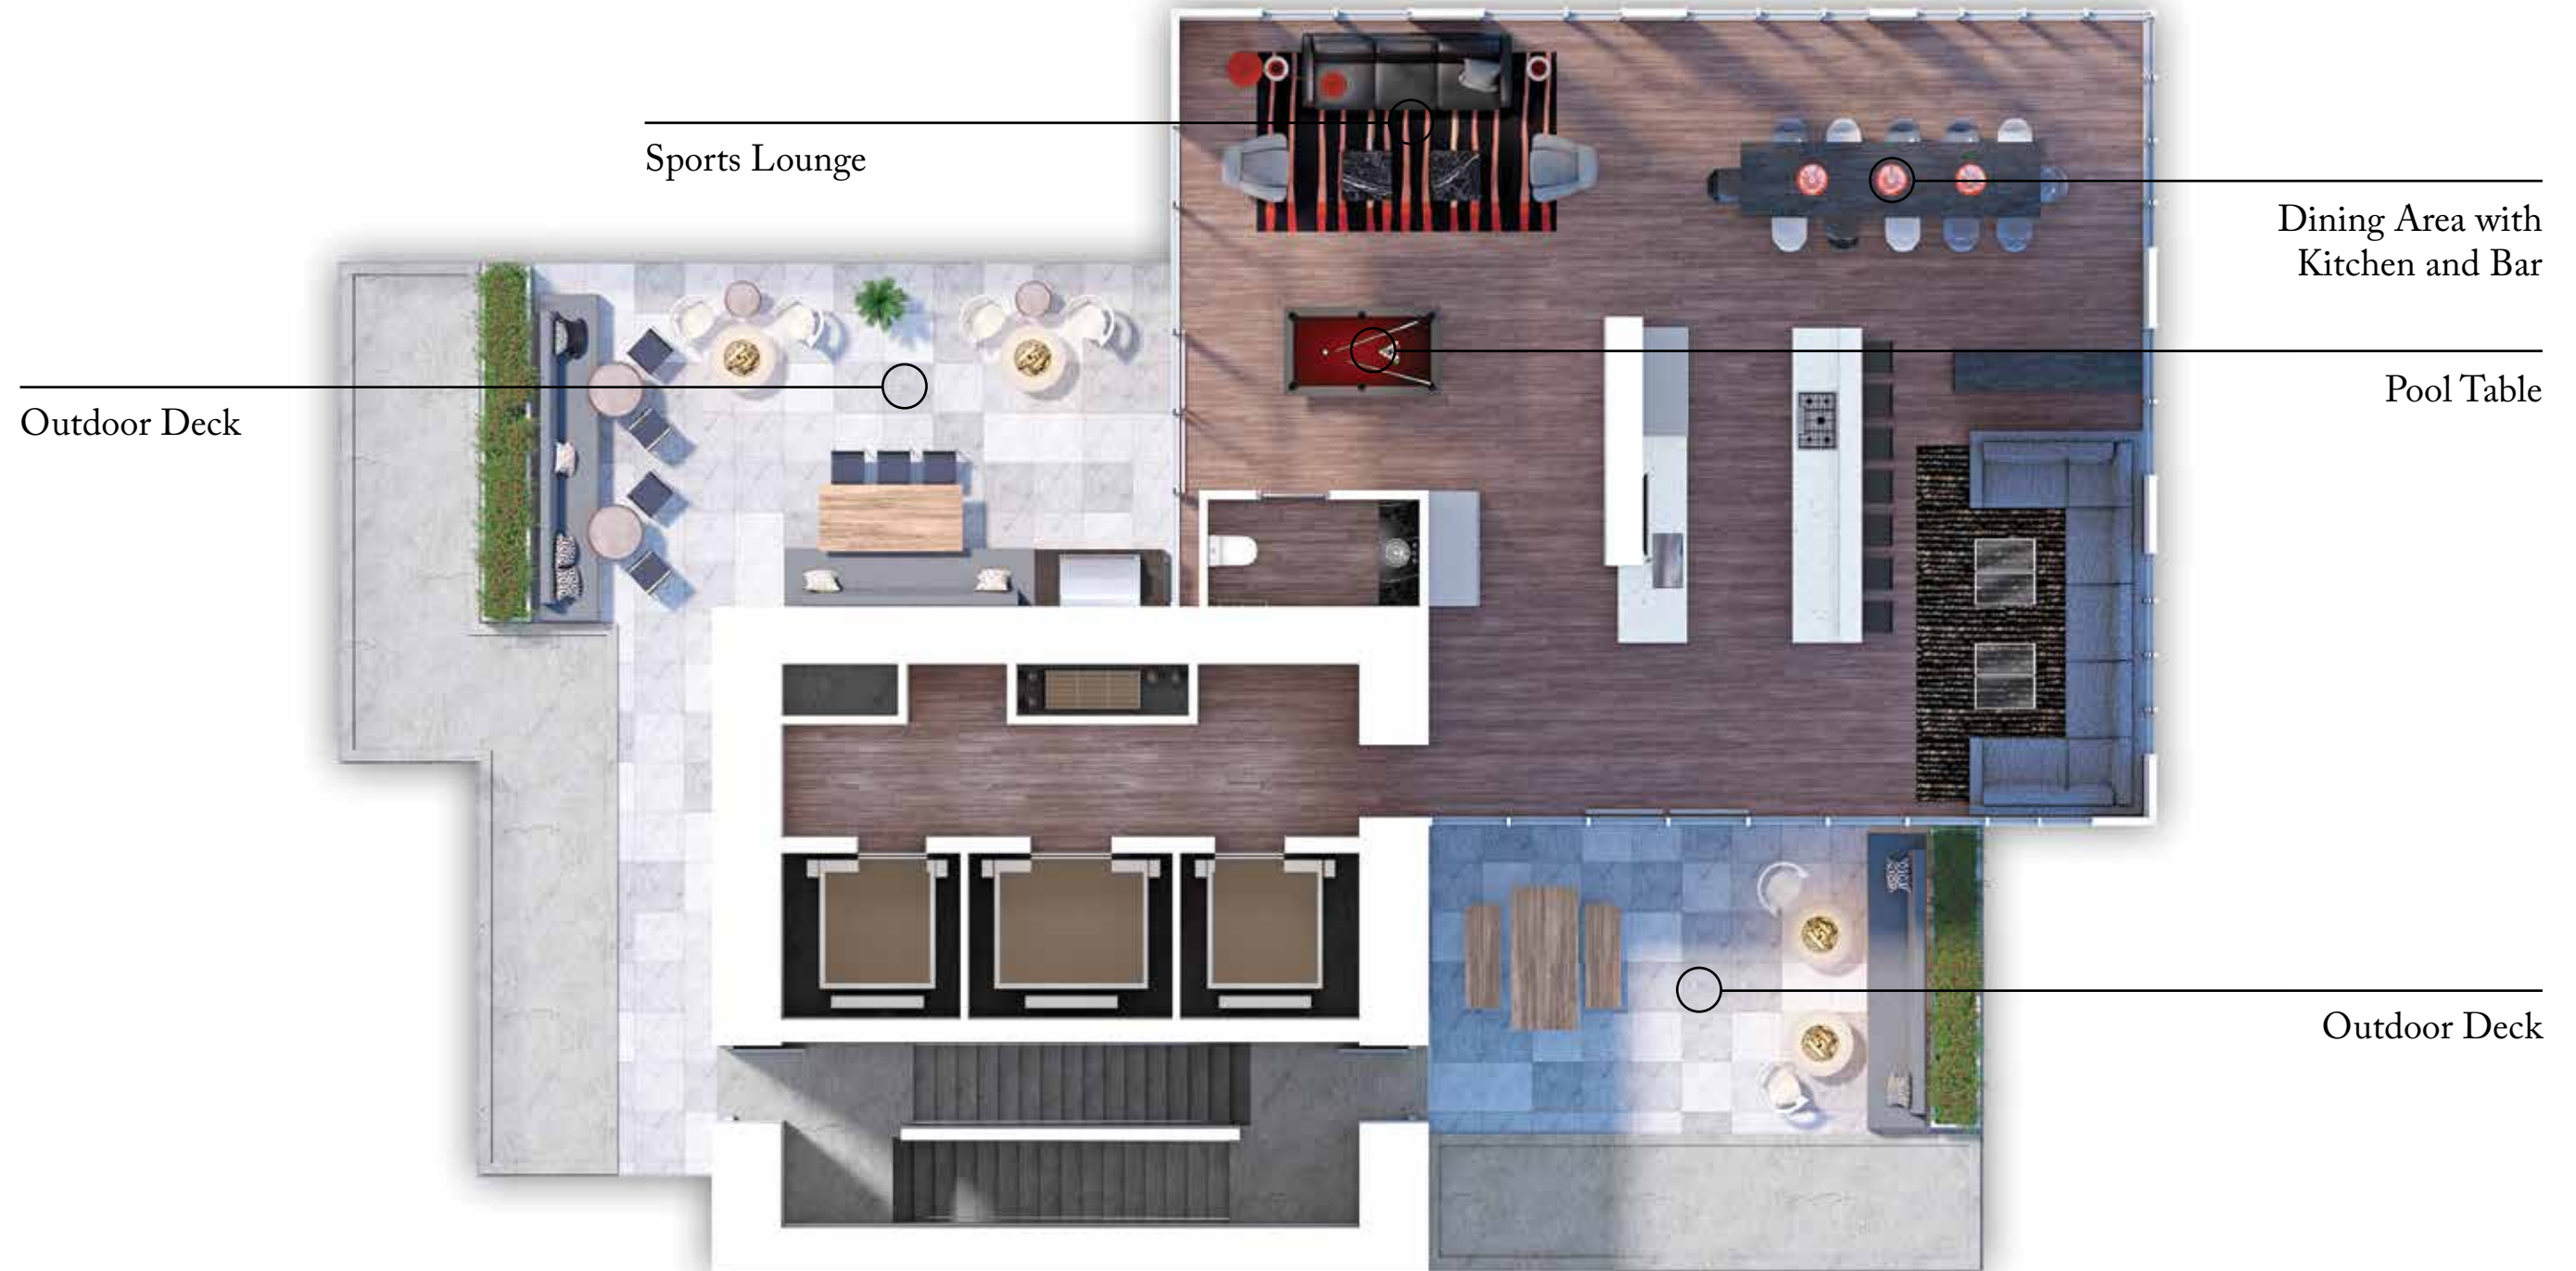 Sports Lounge
Dining Area with
Kitchen and Bar
Pool Table
Outdoor Deck
Outdoor Deck